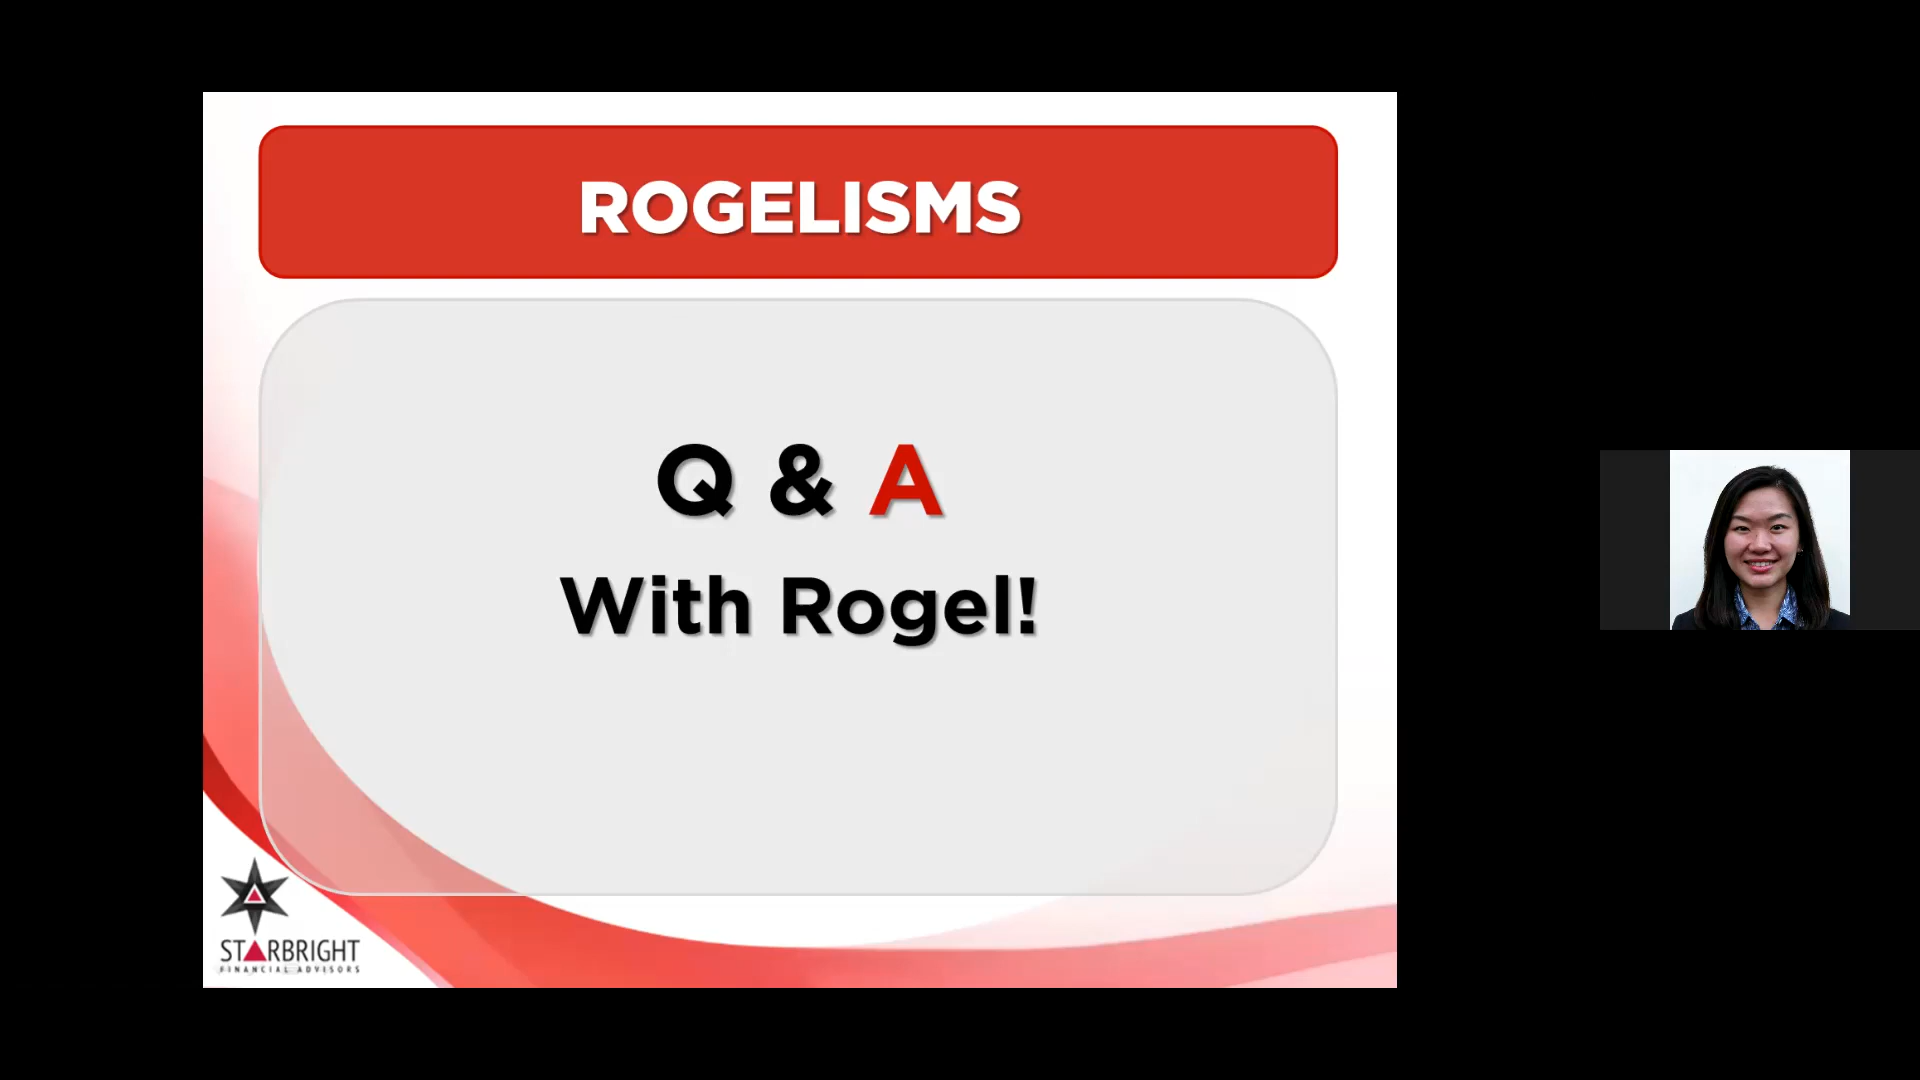 ROGELISMS
Q & A
With Rogel!
STARBRIGHT
FINANCIAL ADVISORS